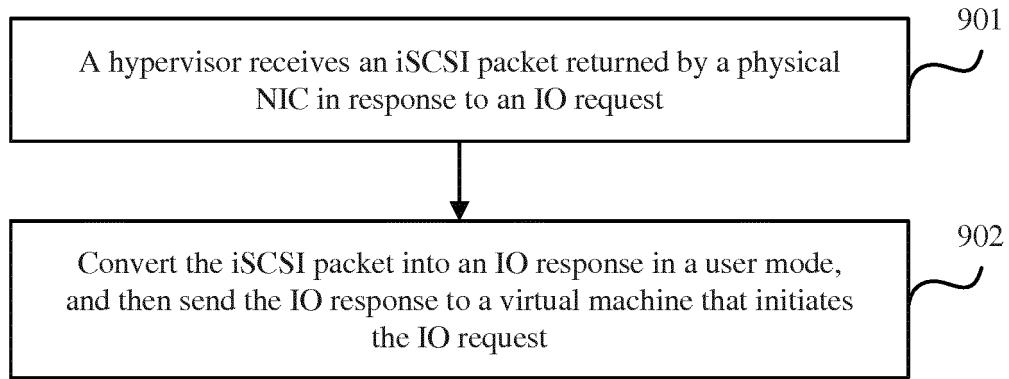 901
A hypervisor receives an iSCSI packet returned by a physical
NIC in response to an IO request
902
Convert the iSCSI packet into an IO response in a user mode,
and then send the IO response to a virtual machine that initiates
the IO request